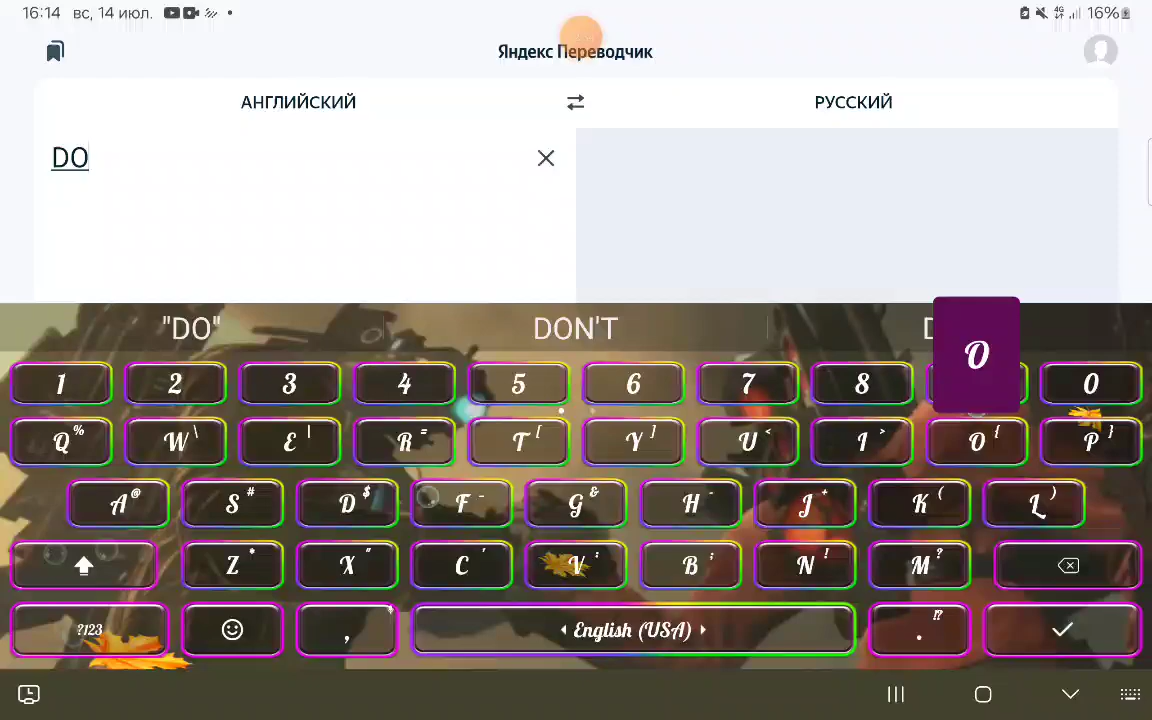 16:14 вс, 14 июл.
4G 16%
Яндекс Переводчик
АНГЛИЙСКИЙ РУССКИЙ
DO
"DO" DON'T
O
1 2 3 4 5 6 7 8 0
Q % W \ E | R = T [ Y ] U < I > O { P }
A @ S # D $ F - G & H - J + K ( L )
Z * X " C ' V : B ; N ! M ?
?123 , English (USA) . !?